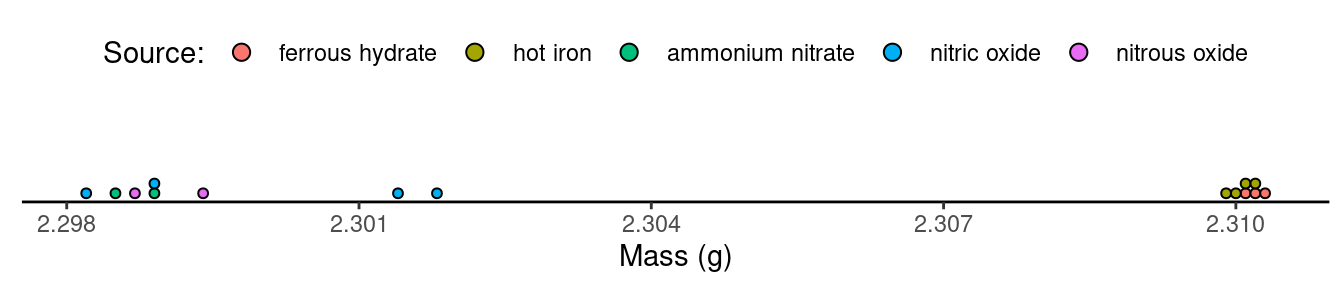 Source: ferrous hydrate hot iron ammonium nitrate nitric oxide nitrous oxide
2.298 2.301 2.304 2.307 2.310
Mass (g)